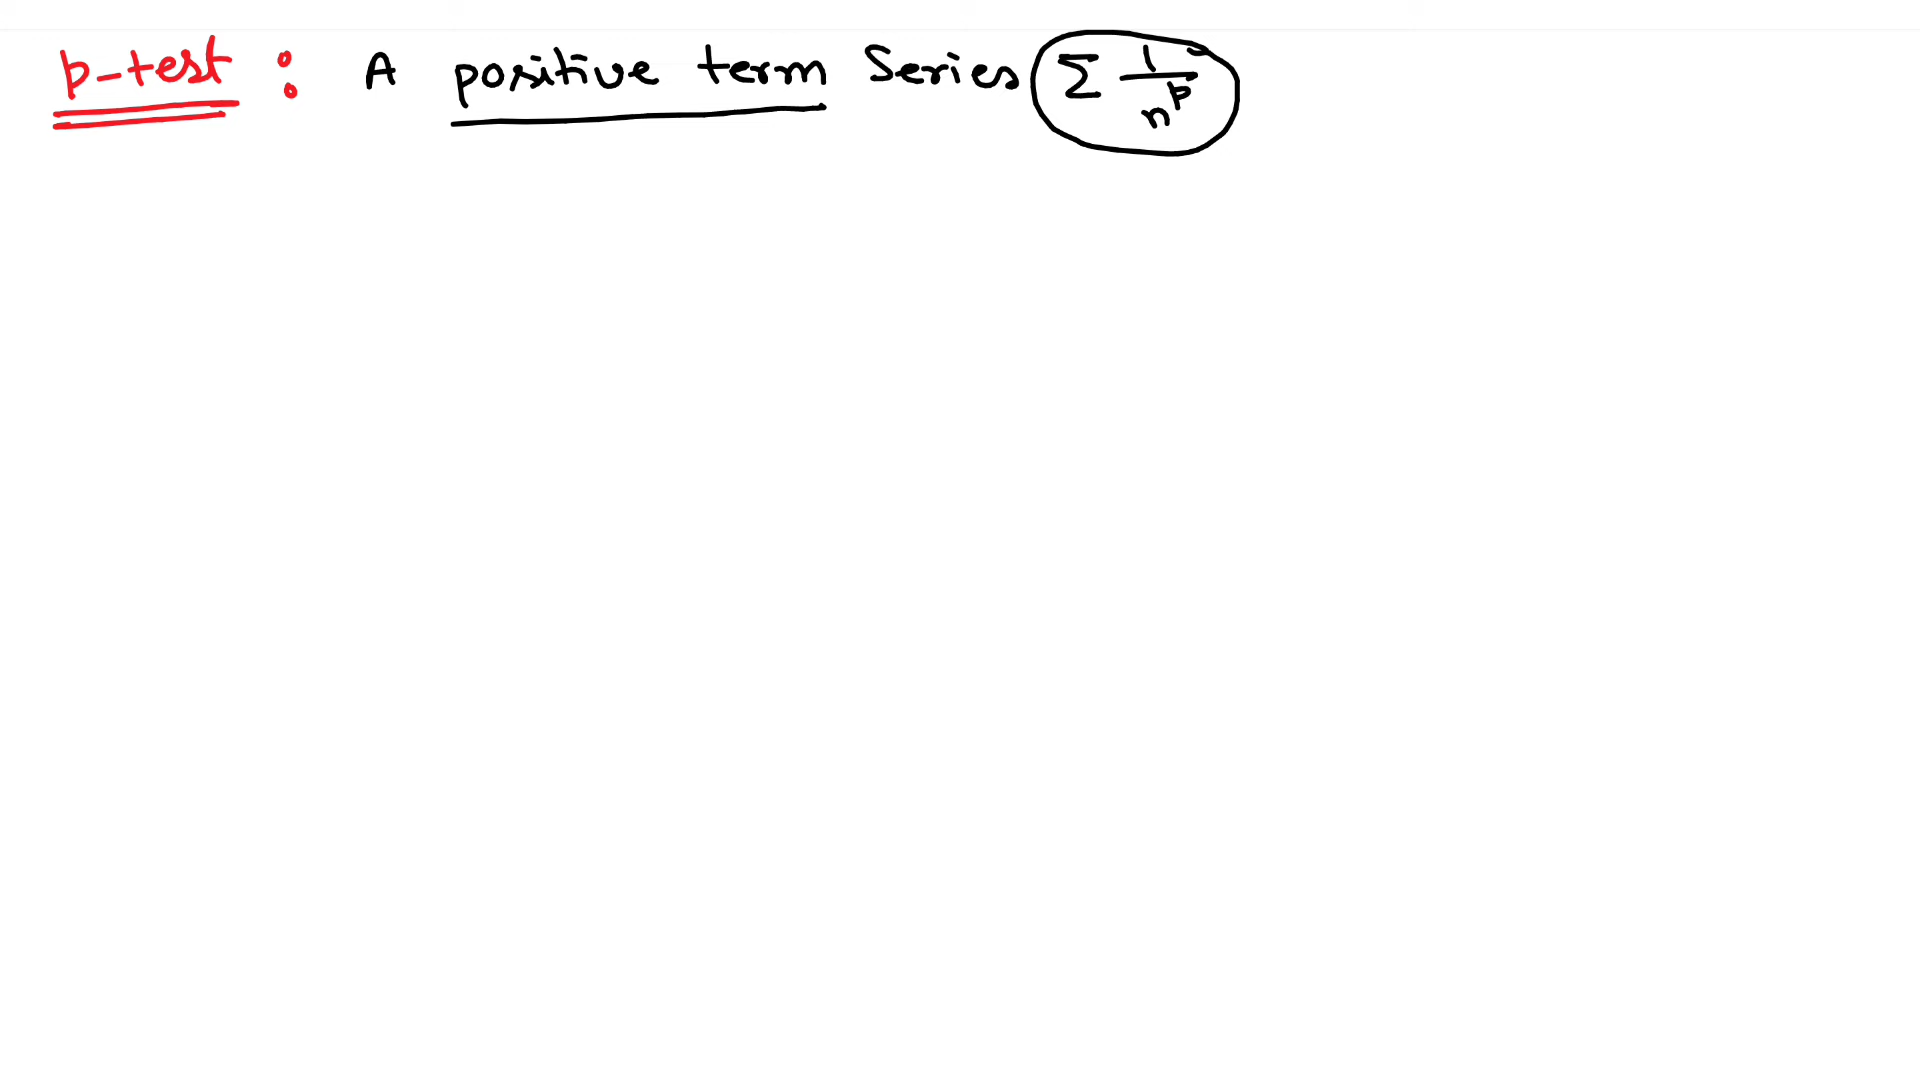 p-test : A positive term Series ∑ 1/n^p